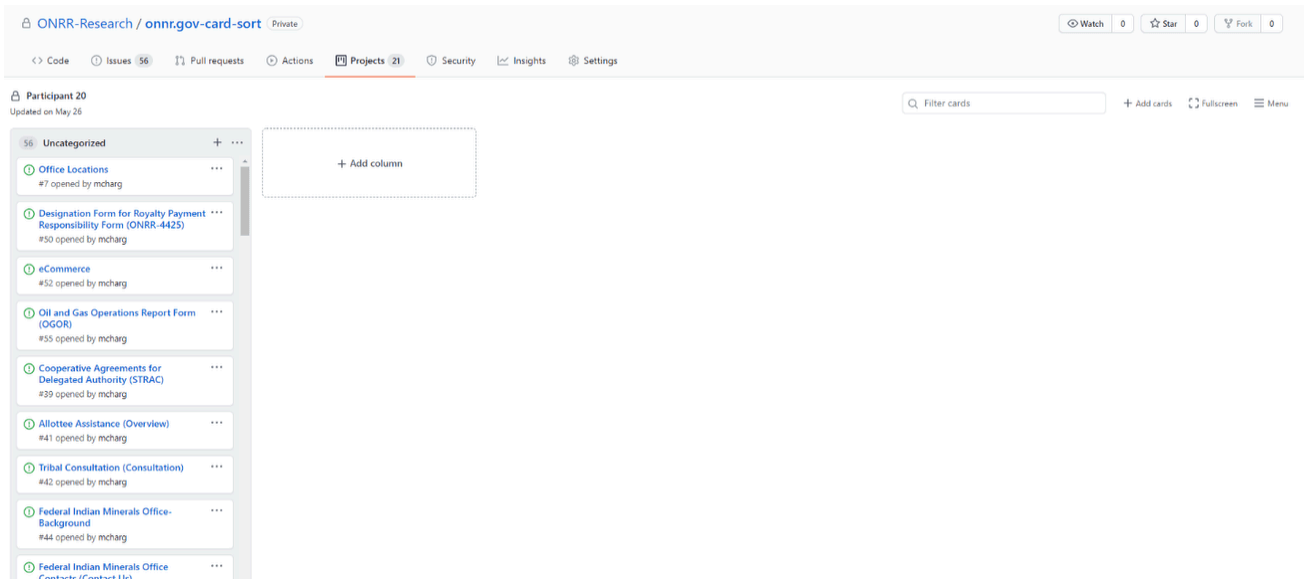 ONRR-Research / onnr.gov-card-sort Private
Watch 0 Star 0 Fork 0
Code Issues 56 Pull requests Actions Projects 21 Security Insights Settings
Participant 20
Updated on May 26
Filter cards
+ Add cards Fullscreen Menu
56 Uncategorized + ...
+ Add column
Office Locations ...
#7 opened by mcharg
Designation Form for Royalty Payment ...
Responsibility Form (ONRR-4425)
#50 opened by mcharg
eCommerce ...
#52 opened by mcharg
Oil and Gas Operations Report Form ...
(OGOR)
#55 opened by mcharg
Cooperative Agreements for ...
Delegated Authority (STRAC)
#39 opened by mcharg
Allottee Assistance (Overview) ...
#41 opened by mcharg
Tribal Consultation (Consultation) ...
#42 opened by mcharg
Federal Indian Minerals Office- ...
Background
#44 opened by mcharg
Federal Indian Minerals Office ...
Contacts (Contact Us)